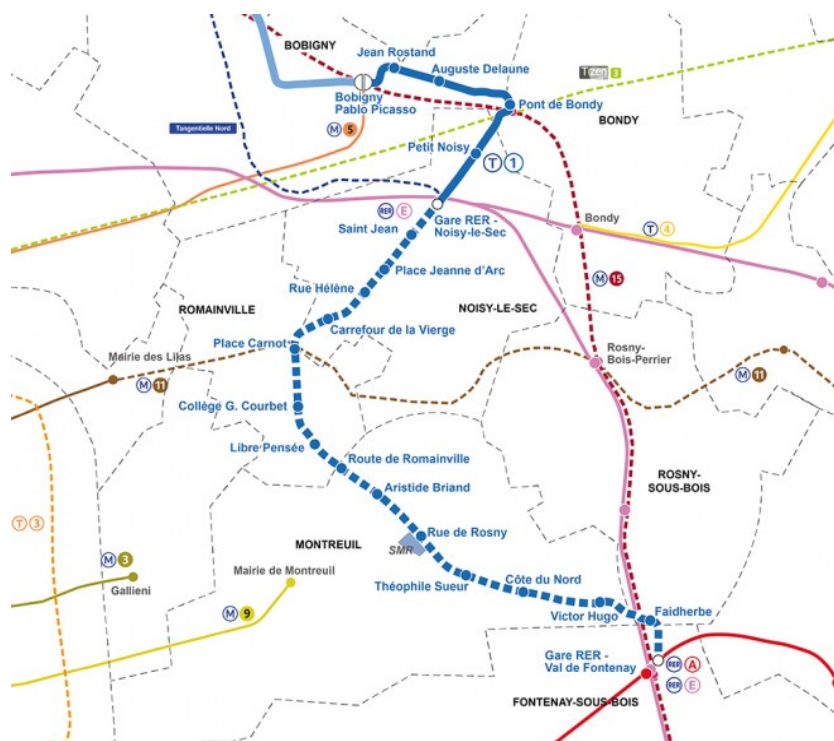 BOBIGNY
Jean Rostand
Auguste Delaune
Tzen 3
Bobigny
Pablo Picasso
Pont de Bondy
BONDY
M 5
Tangentielle Nord
Petit Noisy
T 1
RER E
Gare RER -
Noisy-le-Sec
Bondy
T 4
Saint Jean
Place Jeanne d'Arc
M 15
Rue Hélène
ROMAINVILLE
NOISY-LE-SEC
Carrefour de la Vierge
Place Carnot
Mairie des Lilas
Rosny-
Bois-Perrier
M 11
M 11
Collège G. Courbet
Libre Pensée
Route de Romainville
ROSNY-
SOUS-BOIS
Aristide Briand
T 3
Rue de Rosny
MONTREUIL
SMR
M 3
Gallieni
Mairie de Montreuil
Théophile Sueur
Côte du Nord
M 9
Victor Hugo
Faidherbe
Gare RER -
Val de Fontenay
RER A
RER E
FONTENAY-SOUS-BOIS